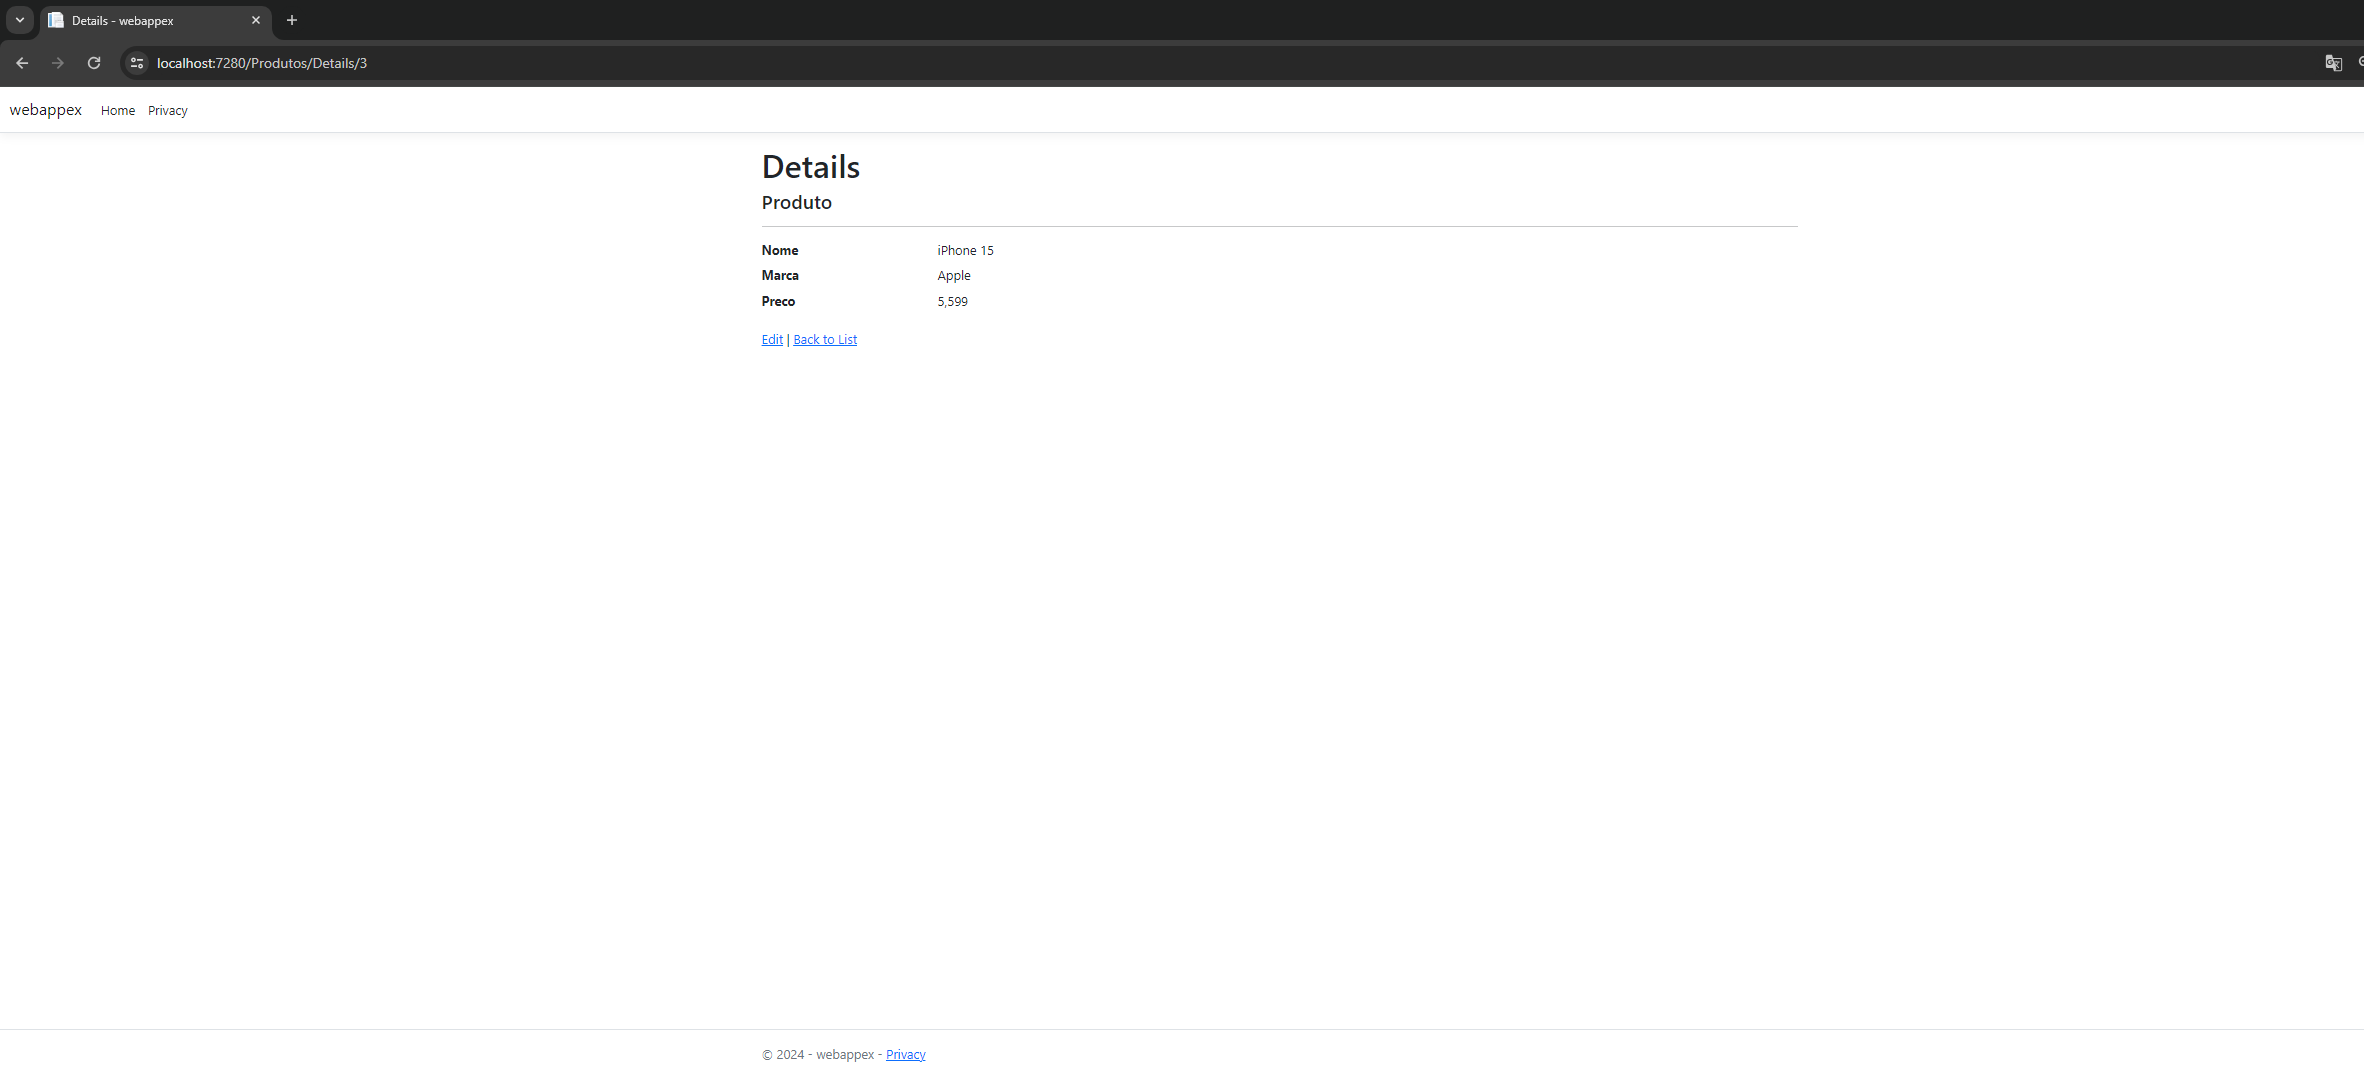 Details - webappex
localhost:7280/Produtos/Details/3
webappex Home Privacy
Details
Produto
Nome iPhone 15
Marca Apple
Preco 5,599
Edit | Back to List
© 2024 - webappex - Privacy